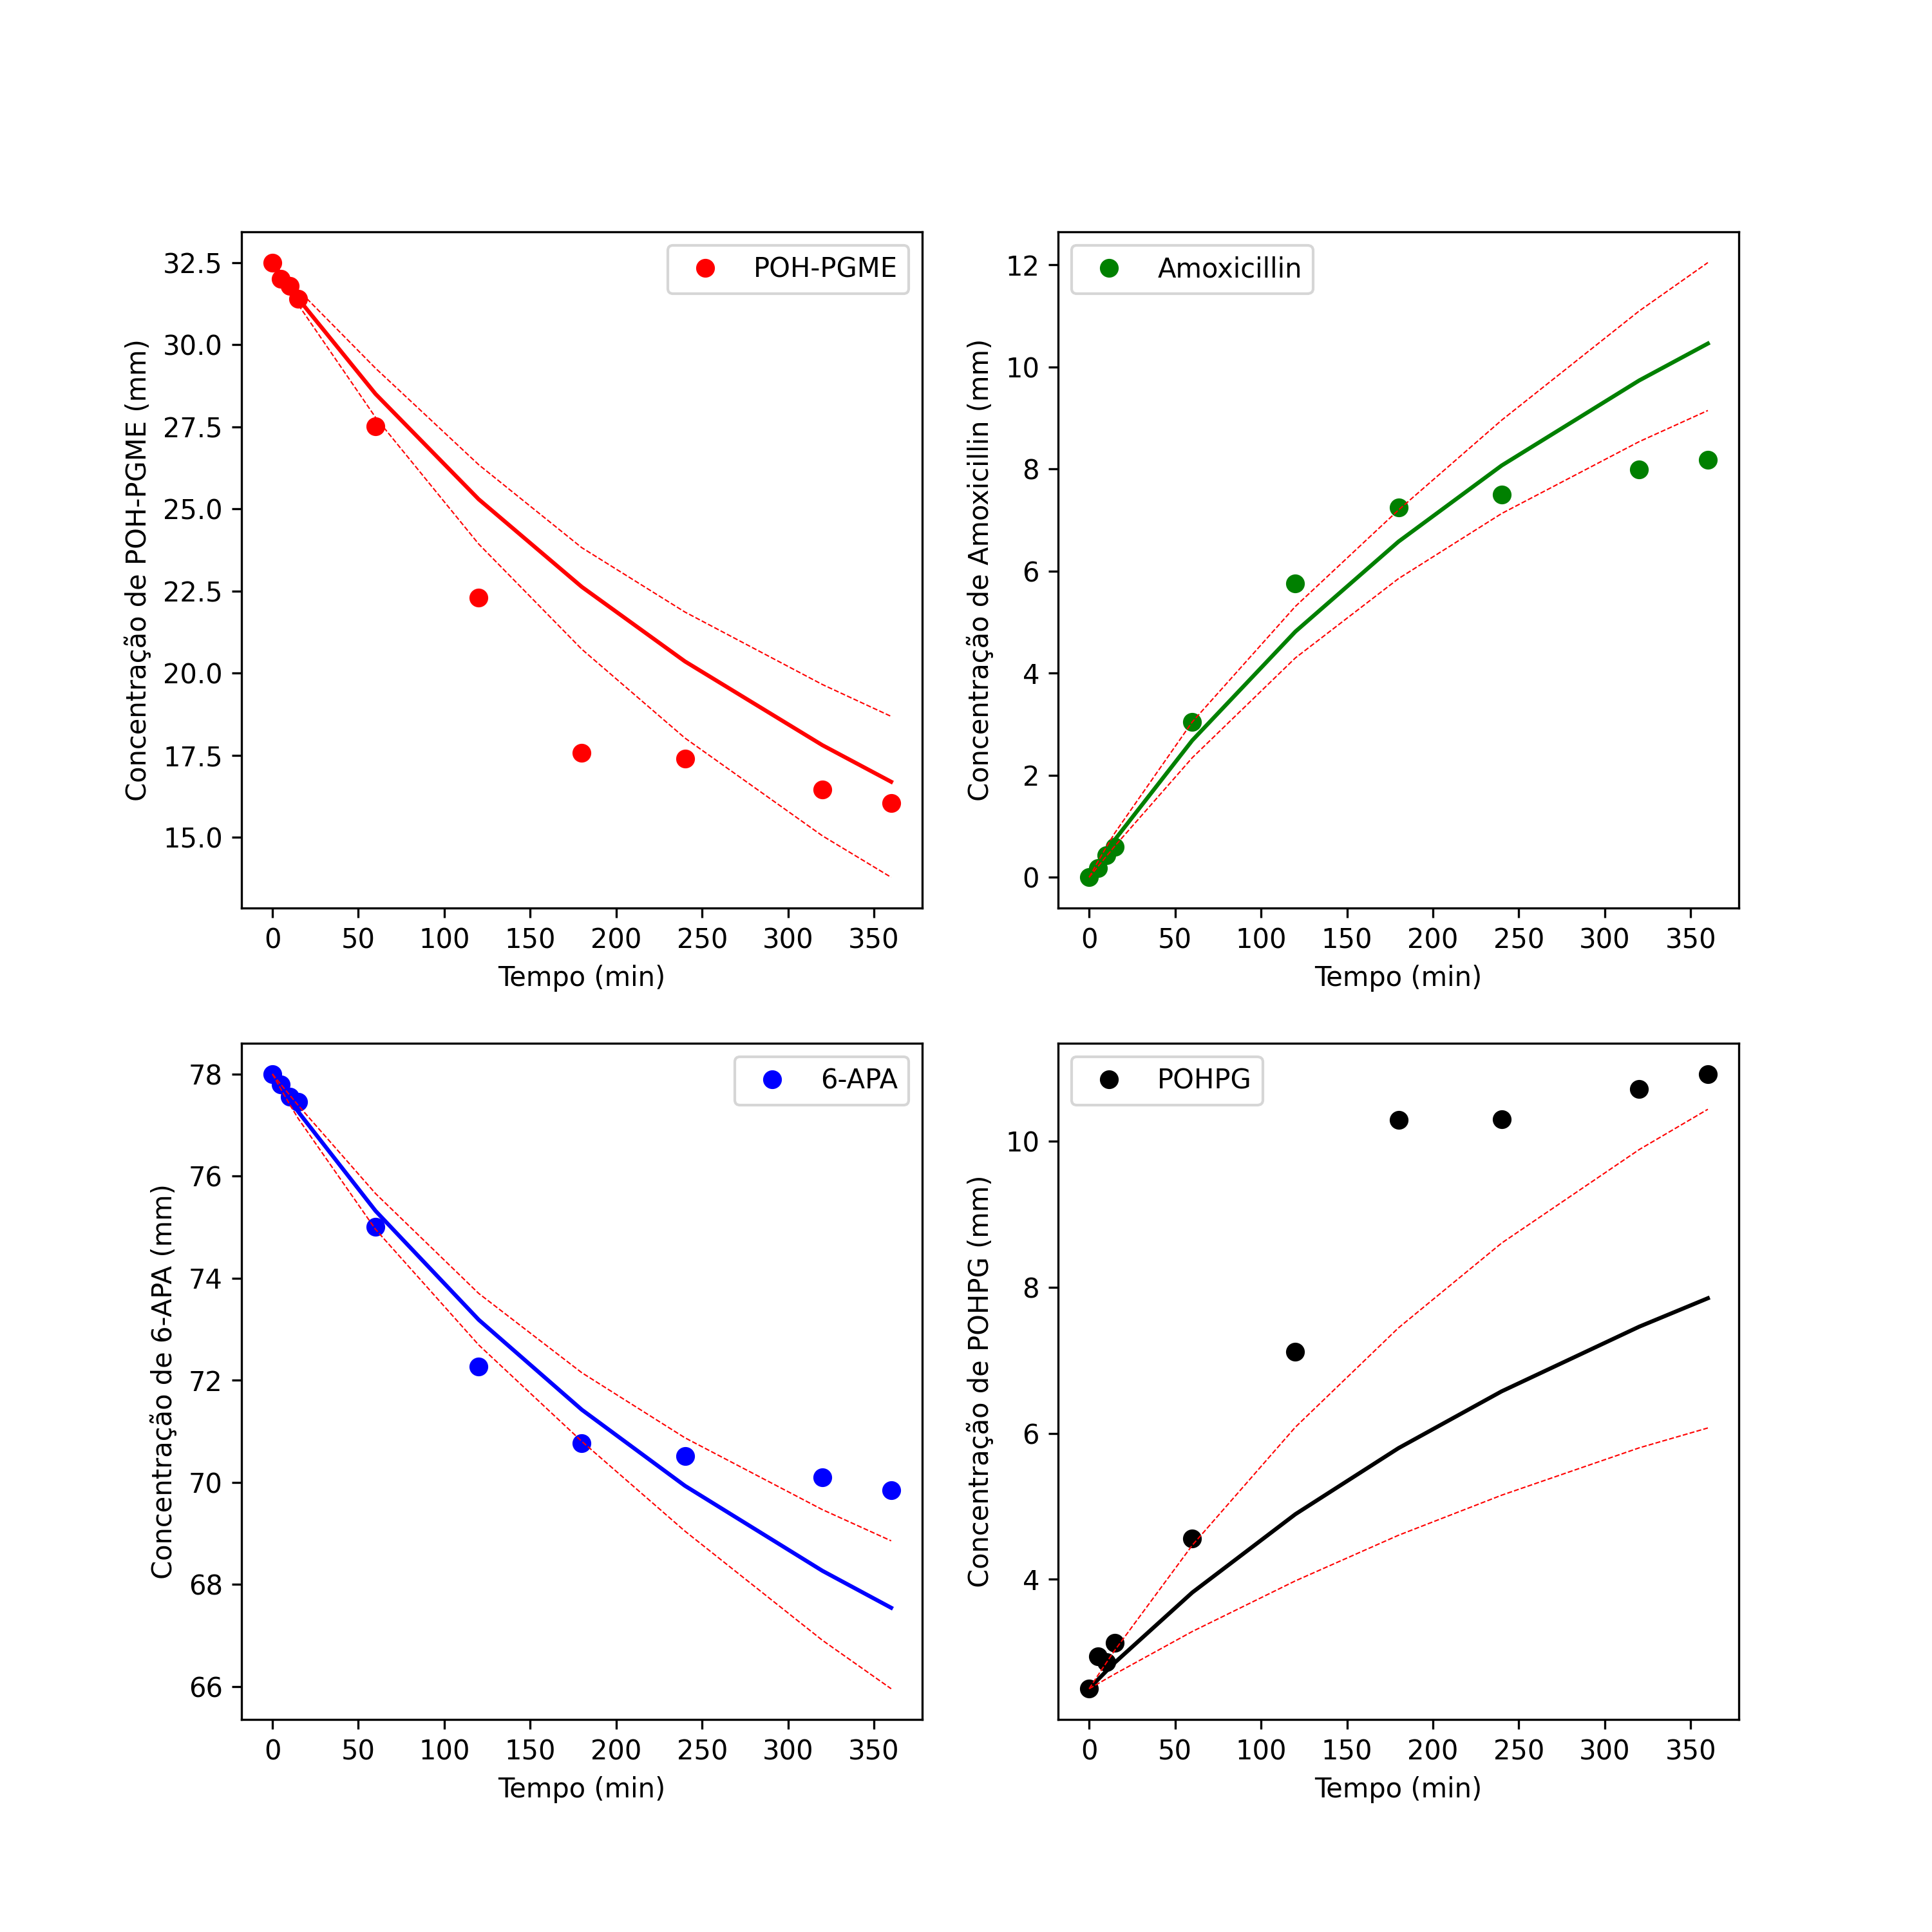 POH-PGME
Concentração de POH-PGME (mm)
32.5
30.0
27.5
25.0
22.5
20.0
17.5
15.0
0 50 100 150 200 250 300 350
Tempo (min)
Amoxicillin
Concentração de Amoxicillin (mm)
12
10
8
6
4
2
0
0 50 100 150 200 250 300 350
Tempo (min)
6-APA
Concentração de 6-APA (mm)
78
76
74
72
70
68
66
0 50 100 150 200 250 300 350
Tempo (min)
POHPG
Concentração de POHPG (mm)
10
8
6
4
0 50 100 150 200 250 300 350
Tempo (min)